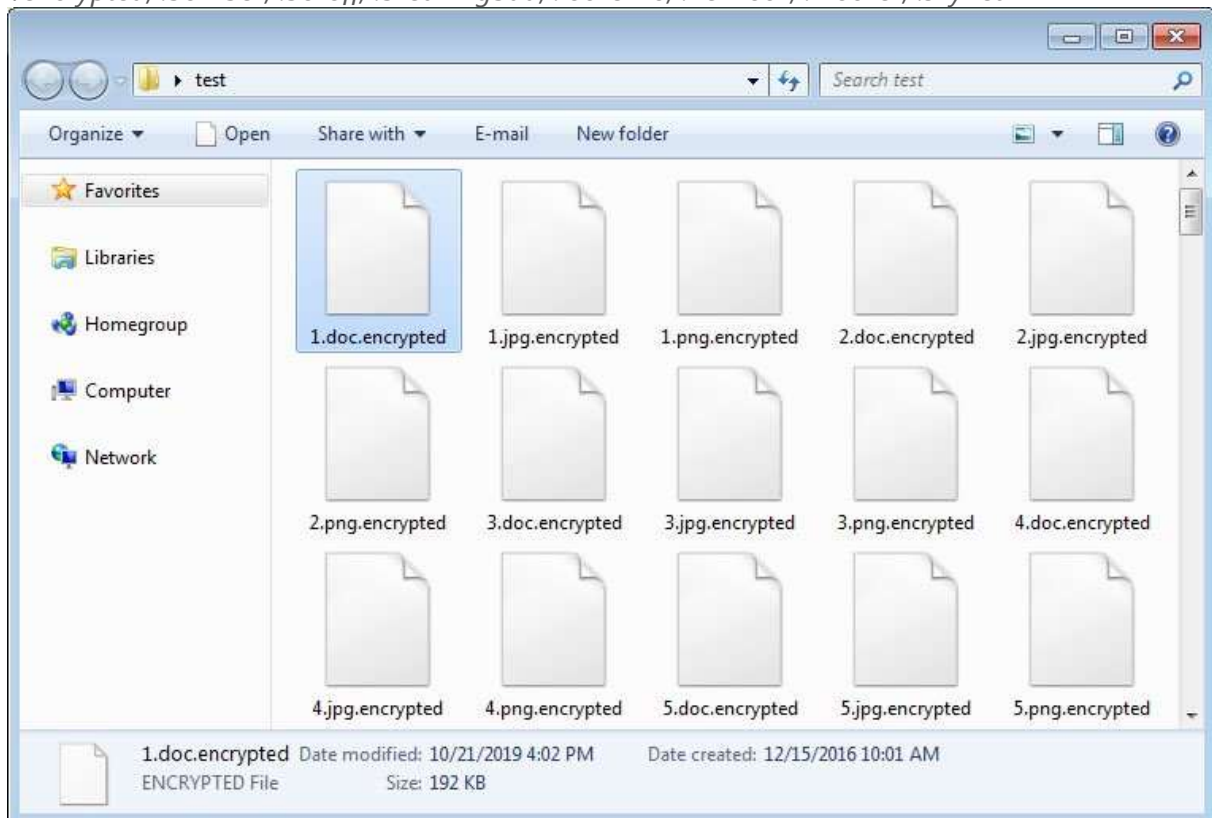 test
Search test
Organize Open Share with E-mail New folder
Favorites
Libraries
Homegroup
Computer
Network
1.doc.encrypted 1.jpg.encrypted 1.png.encrypted 2.doc.encrypted 2.jpg.encrypted
2.png.encrypted 3.doc.encrypted 3.jpg.encrypted 3.png.encrypted 4.doc.encrypted
4.jpg.encrypted 4.png.encrypted 5.doc.encrypted 5.jpg.encrypted 5.png.encrypted
1.doc.encrypted Date modified: 10/21/2019 4:02 PM Date created: 12/15/2016 10:01 AM
ENCRYPTED File Size: 192 KB